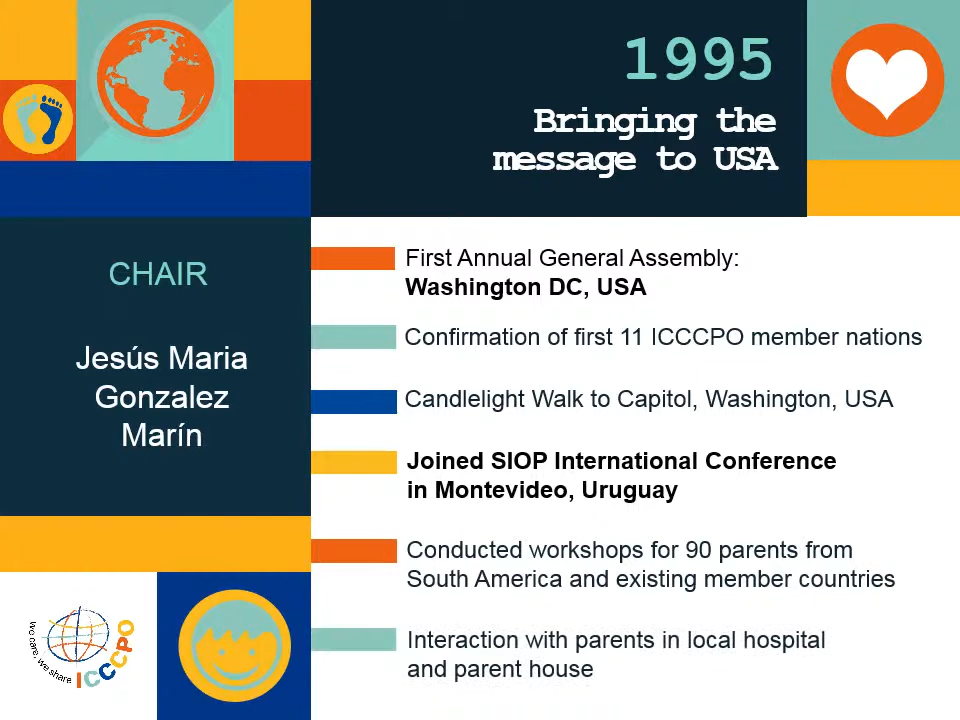 1995
Bringing the
message to USA
CHAIR
Jesús Maria
Gonzalez
Marín
First Annual General Assembly:
Washington DC, USA
Confirmation of first 11 ICCCPO member nations
Candlelight Walk to Capitol, Washington, USA
Joined SIOP International Conference
in Montevideo, Uruguay
Conducted workshops for 90 parents from
South America and existing member countries
Interaction with parents in local hospital
and parent house
We care, we share
ICCCPO